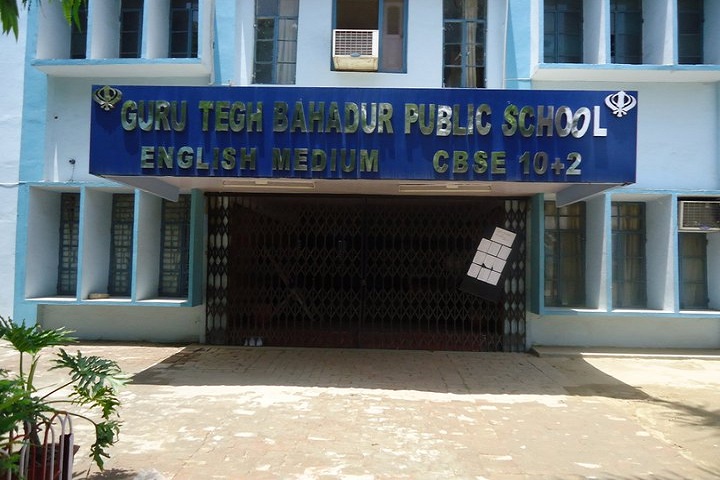 GURU TEGH BAHADUR PUBLIC SCHOOL
ENGLISH MEDIUM CBSE 10+2